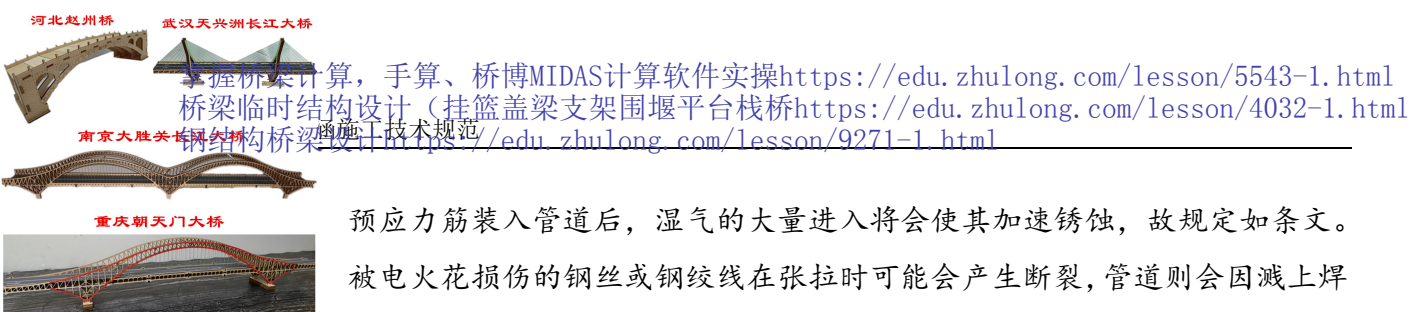 河北赵州桥
武汉天兴洲长江大桥
掌握桥梁计算，手算、桥博MIDAS计算软件实操https://edu.zhulong.com/lesson/5543-1.html
桥梁临时结构设计（挂篮盖梁支架围堰平台栈桥https://edu.zhulong.com/lesson/4032-1.html
南京大胜关长江大桥
钢结构桥梁设计https://edu.zhulong.com/lesson/9271-1.html
涵施工技术规范
重庆朝天门大桥
预应力筋装入管道后，湿气的大量进入将会使其加速锈蚀，故规定如条文。
被电火花损伤的钢丝或钢绞线在张拉时可能会产生断裂，管道则会因溅上焊